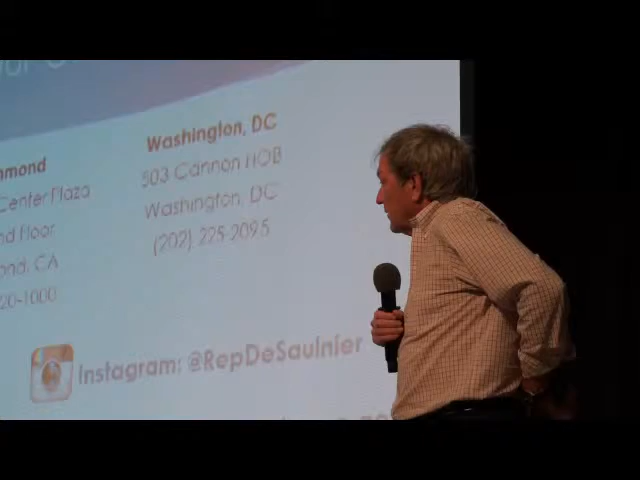 mmond
Center Plaza
nd Floor
ond, CA
20-1000
Washington, DC
503 Cannon HOB
Washington, DC
(202) 225-2095
Instagram: @RepDeSaulnier